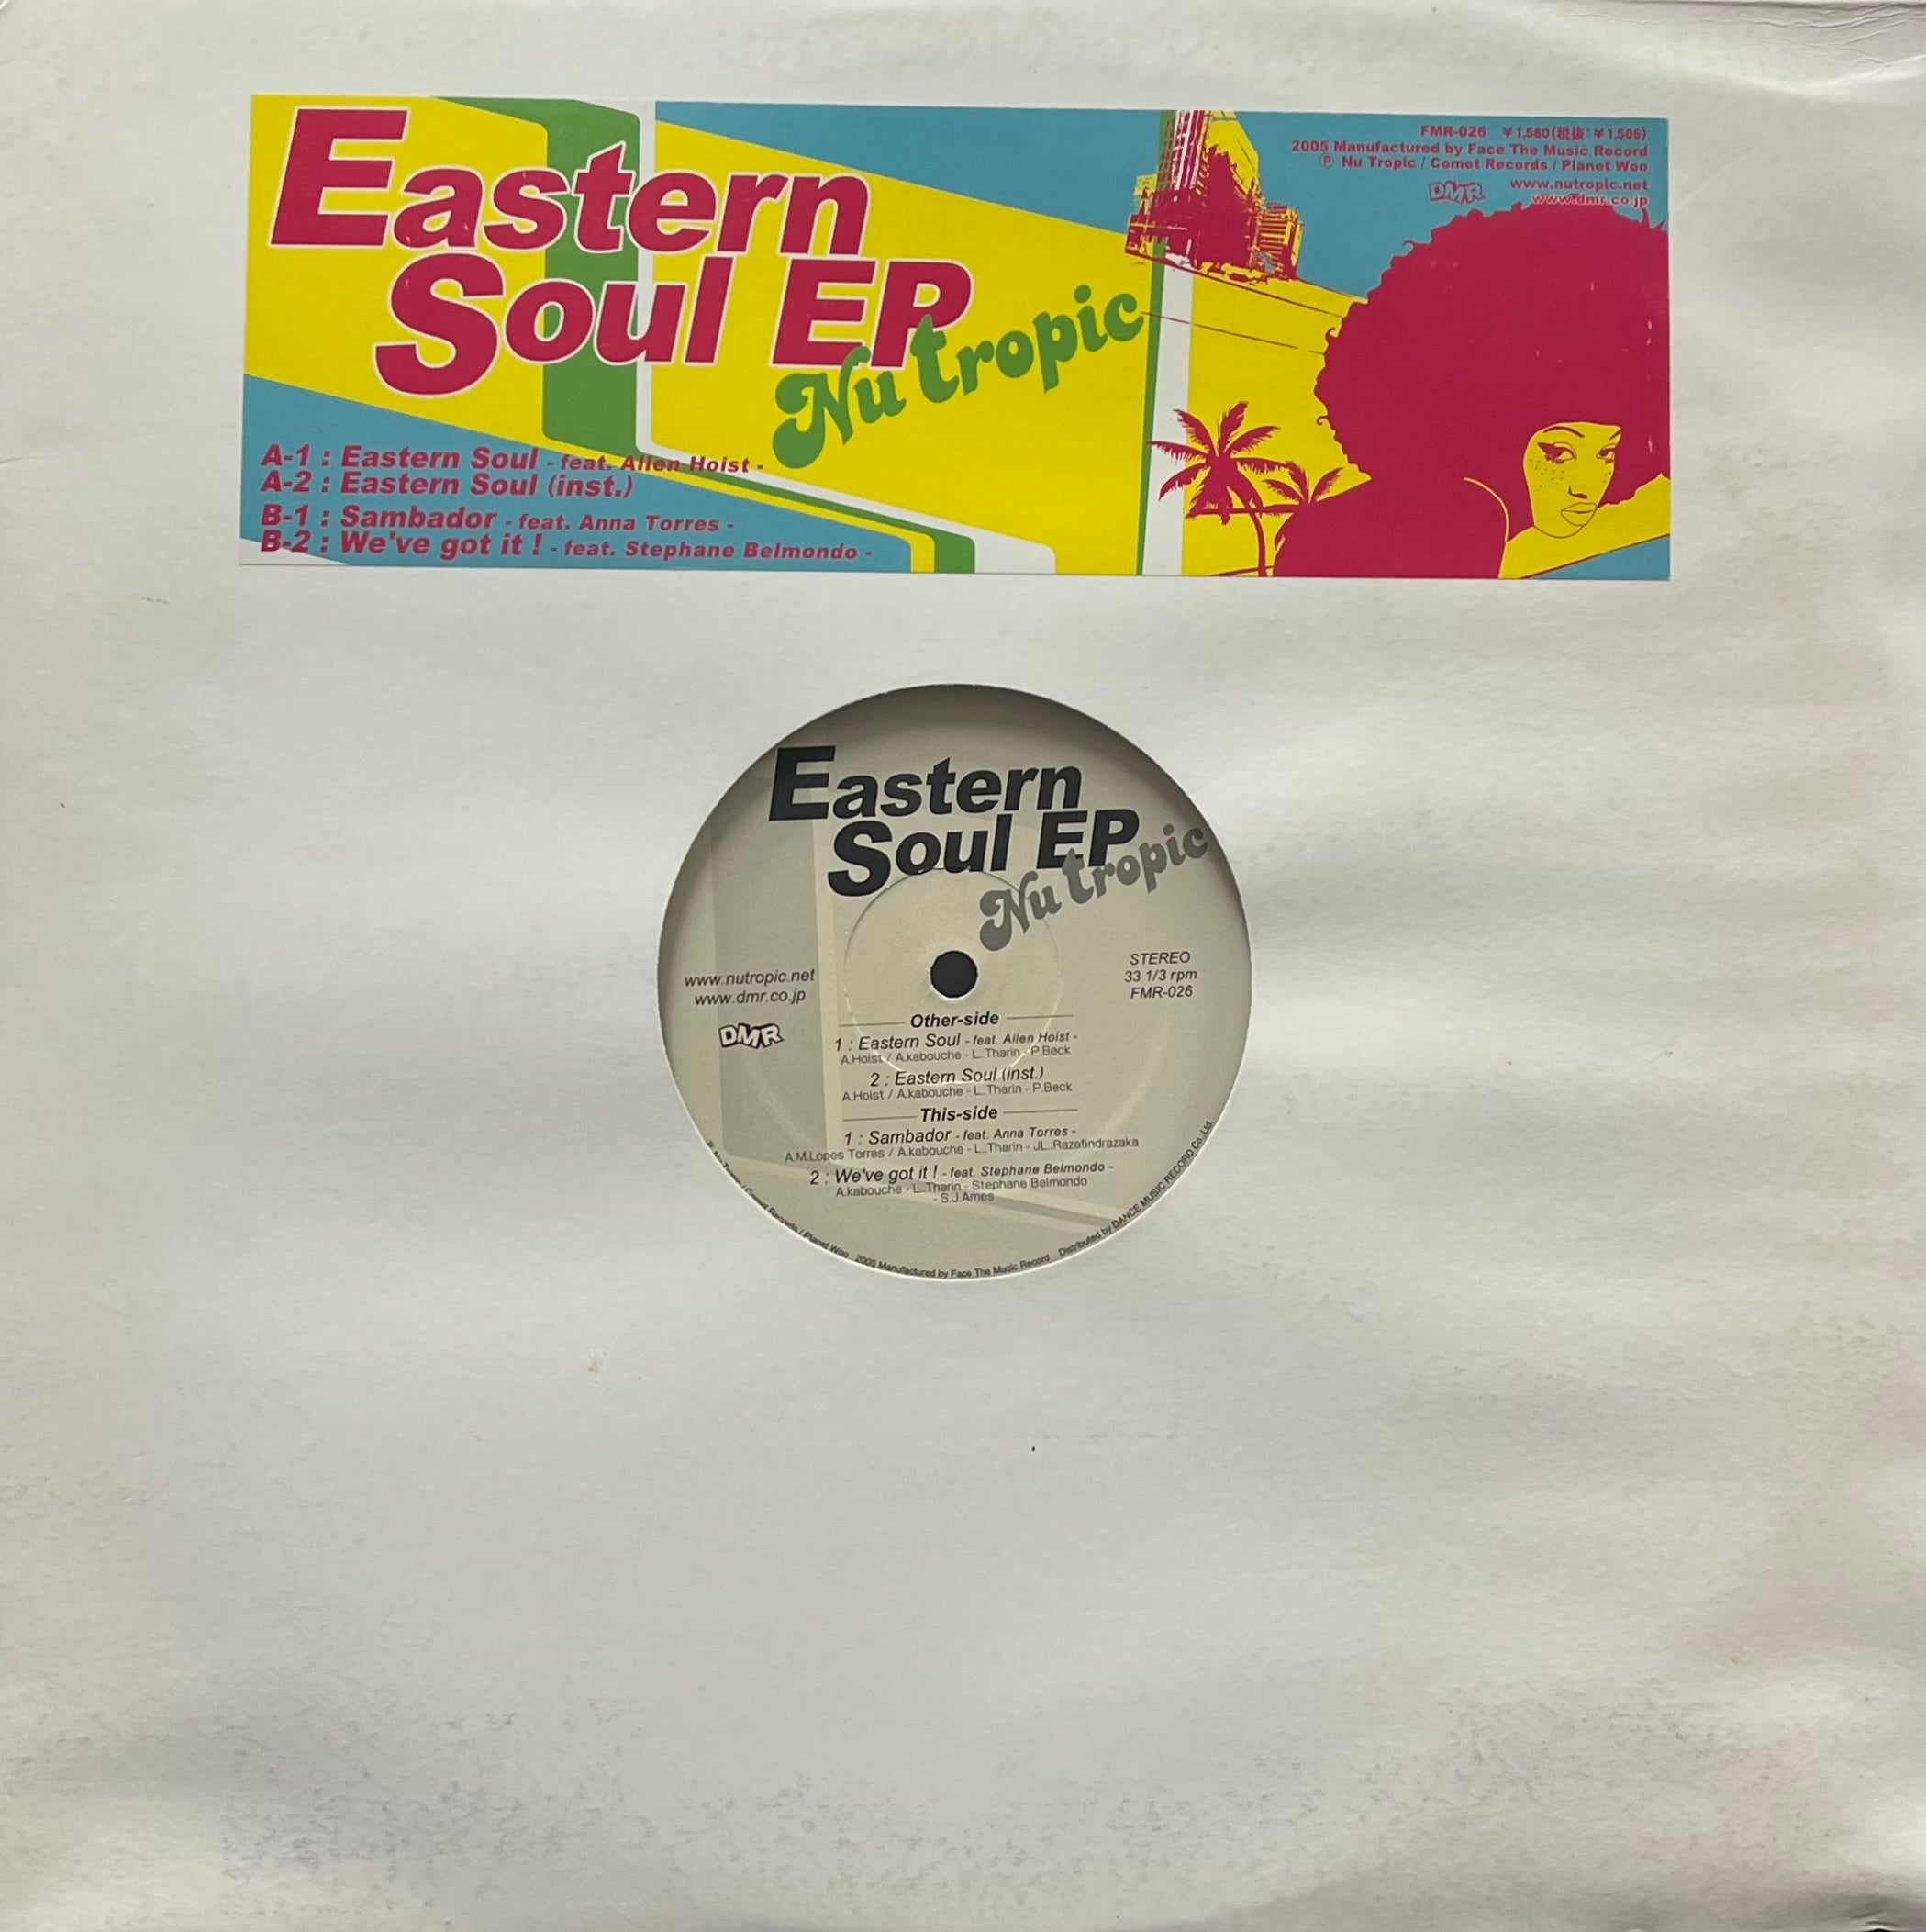 Eastern
Soul EP
Nu tropic
FMR-026 ¥1,580(税抜:¥1,505)
2005 Manufactured by Face The Music Record
Ⓟ Nu Tropic / Comet Records / Planet Woo
DMR www.nutropic.net
www.dmr.co.jp
A-1 : Eastern Soul - feat. Allen Hoist -
A-2 : Eastern Soul (inst.)
B-1 : Sambador - feat. Anna Torres -
B-2 : We've got it ! - feat. Stephane Belmondo -
Eastern
Soul EP
Nu tropic
www.nutropic.net
www.dmr.co.jp
DMR
STEREO
33 1/3 rpm
FMR-026
Other-side
1 : Eastern Soul - feat. Allen Hoist -
A.Hoist / A.kabouche - L.Tharin - P.Beck
2 : Eastern Soul (inst.)
A.Hoist / A.kabouche - L.Tharin - P.Beck
This-side
1 : Sambador - feat. Anna Torres -
A.M.Lopes Torres / A.kabouche - L.Tharin - JL.Razafindrazaka
2 : We've got it ! - feat. Stephane Belmondo -
A.kabouche - L.Tharin - Stephane Belmondo
- S.J.Ames
Nu Tropic / Comet Records / Planet Woo 2005 Manufactured by Face The Music Record Distributed by DANCE MUSIC RECORD Co.,Ltd.